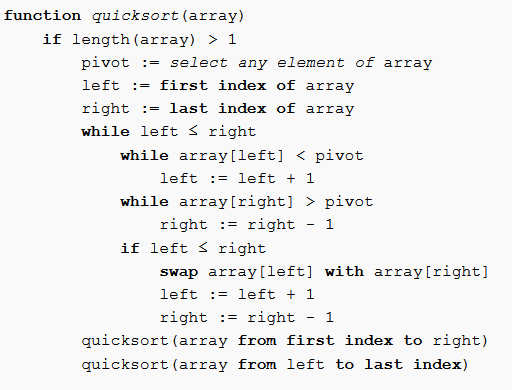 function quicksort(array)
if length(array) > 1
pivot := select any element of array
left := first index of array
right := last index of array
while left ≤ right
while array[left] < pivot
left := left + 1
while array[right] > pivot
right := right - 1
if left ≤ right
swap array[left] with array[right]
left := left + 1
right := right - 1
quicksort(array from first index to right)
quicksort(array from left to last index)